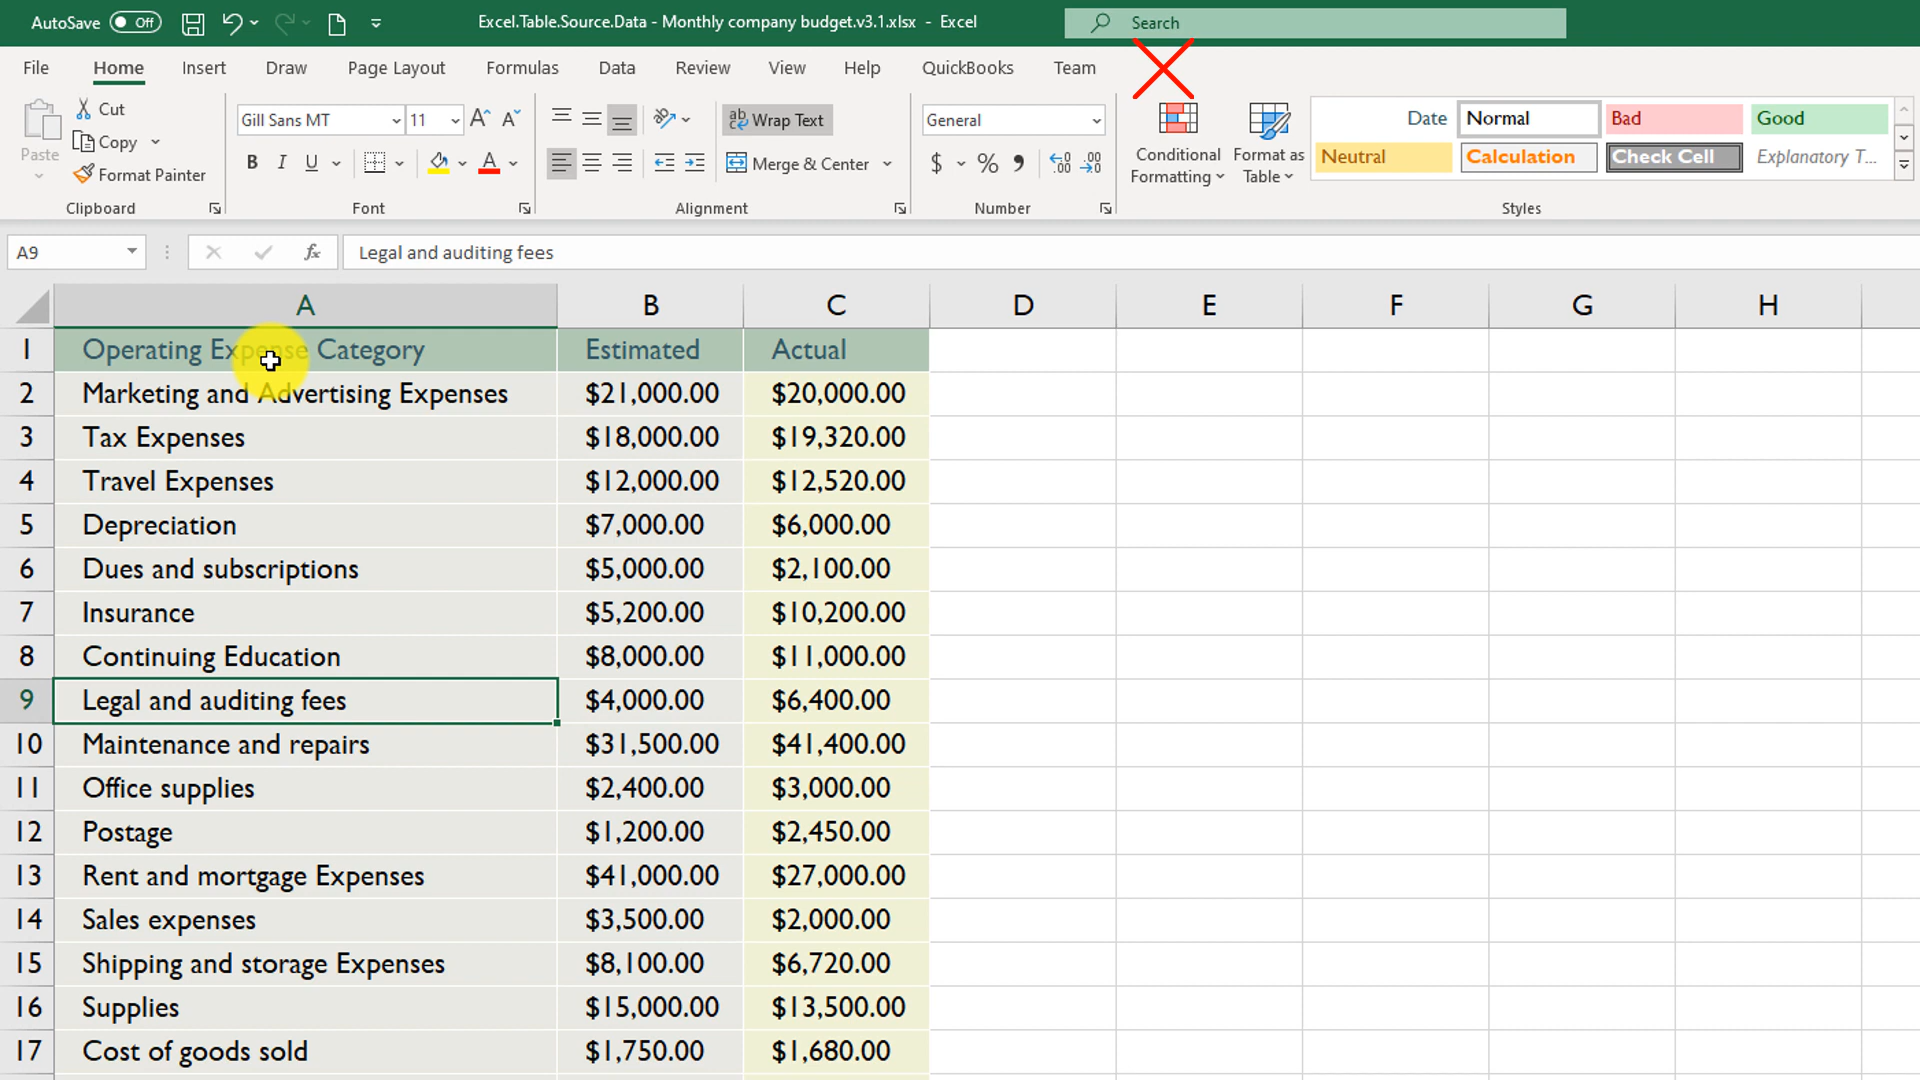 AutoSave Off Excel.Table.Source.Data - Monthly company budget.v3.1.xlsx - Excel Search
File Home Insert Draw Page Layout Formulas Data Review View Help QuickBooks Team
Paste Cut Copy Format Painter
Gill Sans MT 11
B I U A
ab Wrap Text
Merge & Center
General
$ % 9 .00 .00
Conditional Formatting
Format as Table
Date Normal Bad Good
Neutral Calculation Check Cell Explanatory T...
Clipboard Font Alignment Number Styles
A9 fx Legal and auditing fees
A B C D E F G H
1 Operating Expense Category Estimated Actual
2 Marketing and Advertising Expenses $21,000.00 $20,000.00
3 Tax Expenses $18,000.00 $19,320.00
4 Travel Expenses $12,000.00 $12,520.00
5 Depreciation $7,000.00 $6,000.00
6 Dues and subscriptions $5,000.00 $2,100.00
7 Insurance $5,200.00 $10,200.00
8 Continuing Education $8,000.00 $11,000.00
9 Legal and auditing fees $4,000.00 $6,400.00
10 Maintenance and repairs $31,500.00 $41,400.00
11 Office supplies $2,400.00 $3,000.00
12 Postage $1,200.00 $2,450.00
13 Rent and mortgage Expenses $41,000.00 $27,000.00
14 Sales expenses $3,500.00 $2,000.00
15 Shipping and storage Expenses $8,100.00 $6,720.00
16 Supplies $15,000.00 $13,500.00
17 Cost of goods sold $1,750.00 $1,680.00